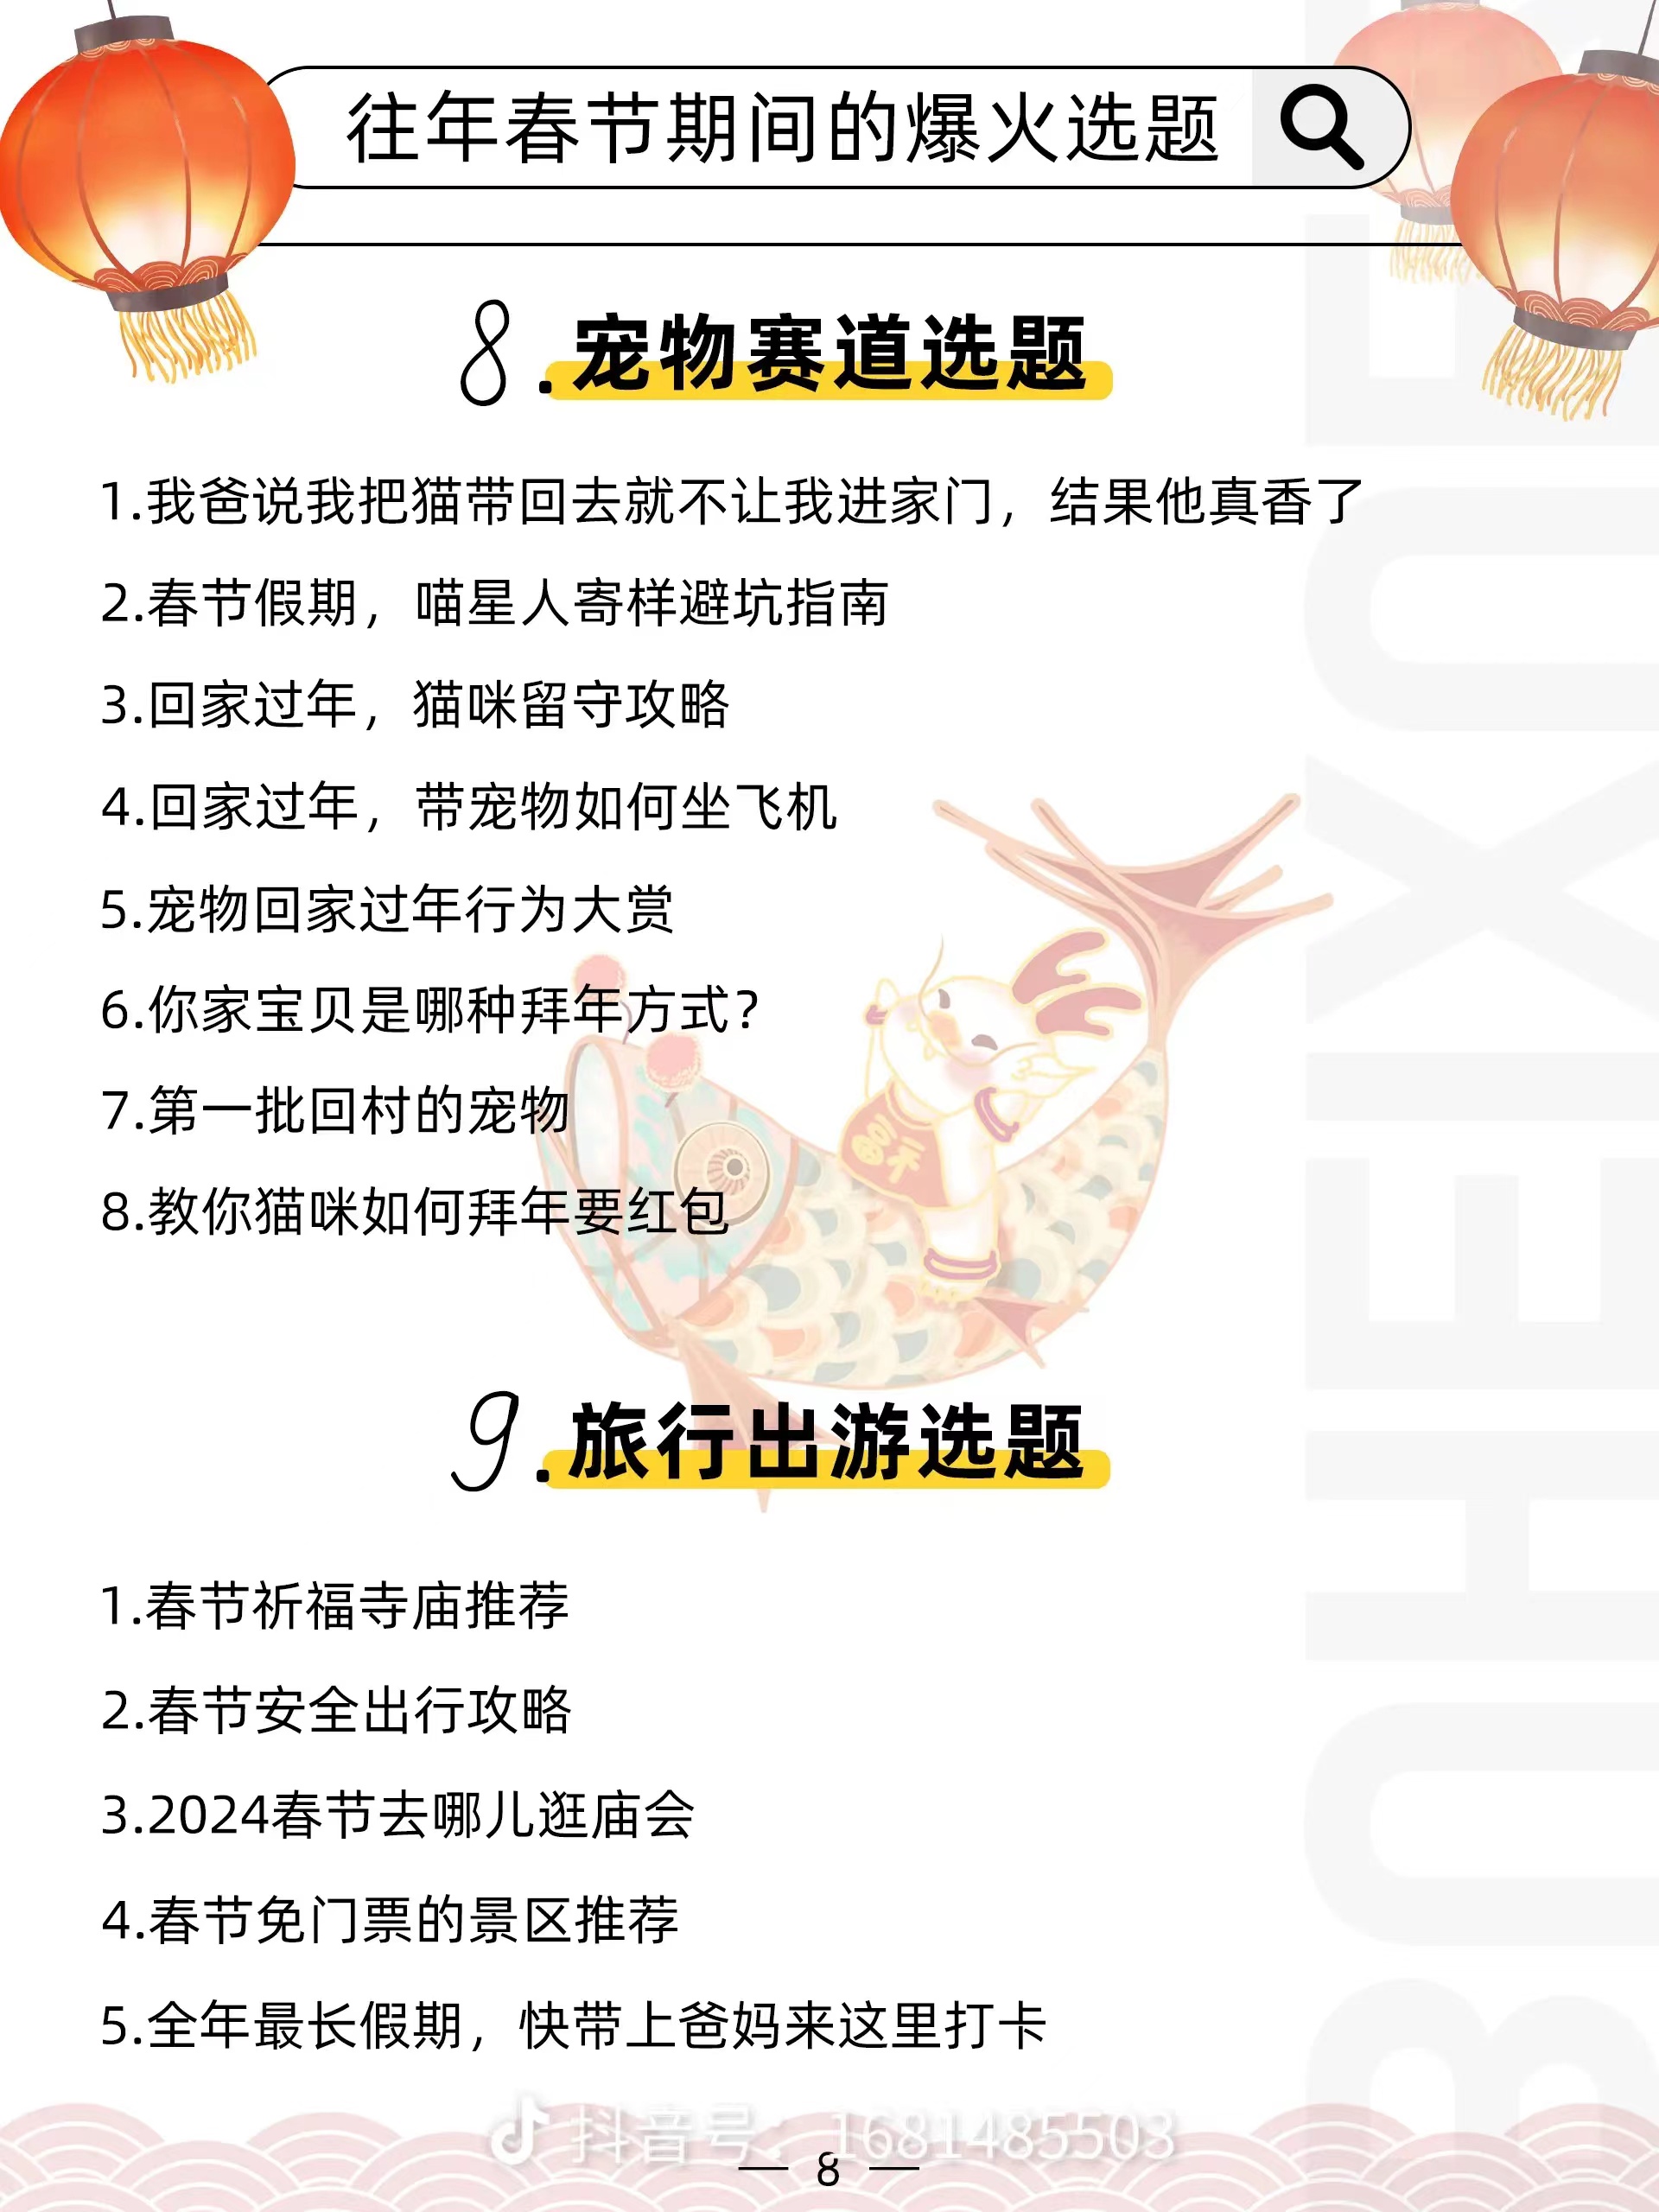 往年春节期间的爆火选题
8.宠物赛道选题
1.我爸说我把猫带回去就不让我进家门，结果他真香了
2.春节假期，喵星人寄样避坑指南
3.回家过年，猫咪留守攻略
4.回家过年，带宠物如何坐飞机
5.宠物回家过年行为大赏
6.你家宝贝是哪种拜年方式？
7.第一批回村的宠物
8.教你猫咪如何拜年要红包
9.旅行出游选题
1.春节祈福寺庙推荐
2.春节安全出行攻略
3.2024春节去哪儿逛庙会
4.春节免门票的景区推荐
5.全年最长假期，快带上爸妈来这里打卡
抖音号：1681485503
— 8 —